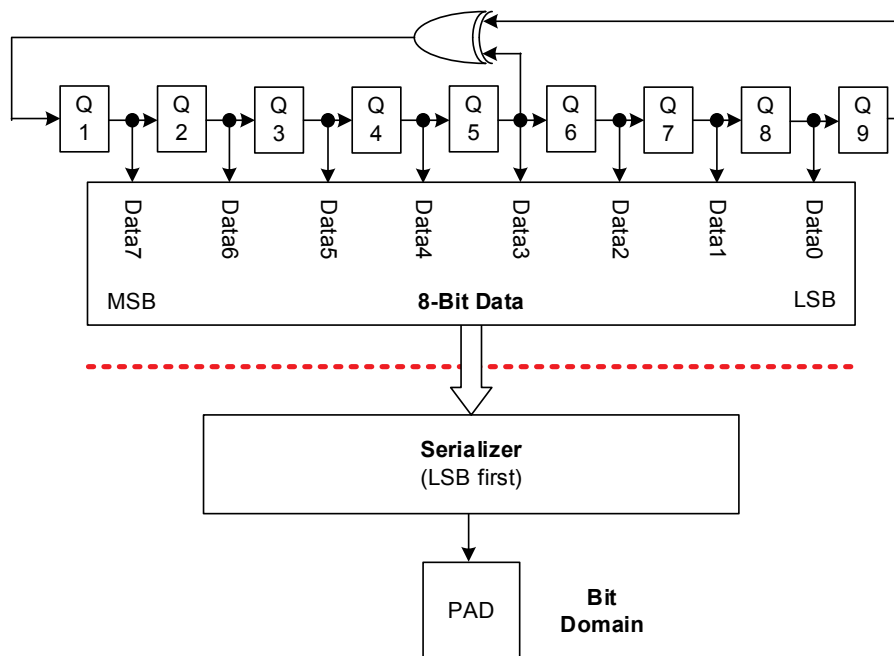 Q 1
Q 2
Q 3
Q 4
Q 5
Q 6
Q 7
Q 8
Q 9
Data7
Data6
Data5
Data4
Data3
Data2
Data1
Data0
MSB
8-Bit Data
LSB
Serializer
(LSB first)
PAD
Bit
Domain